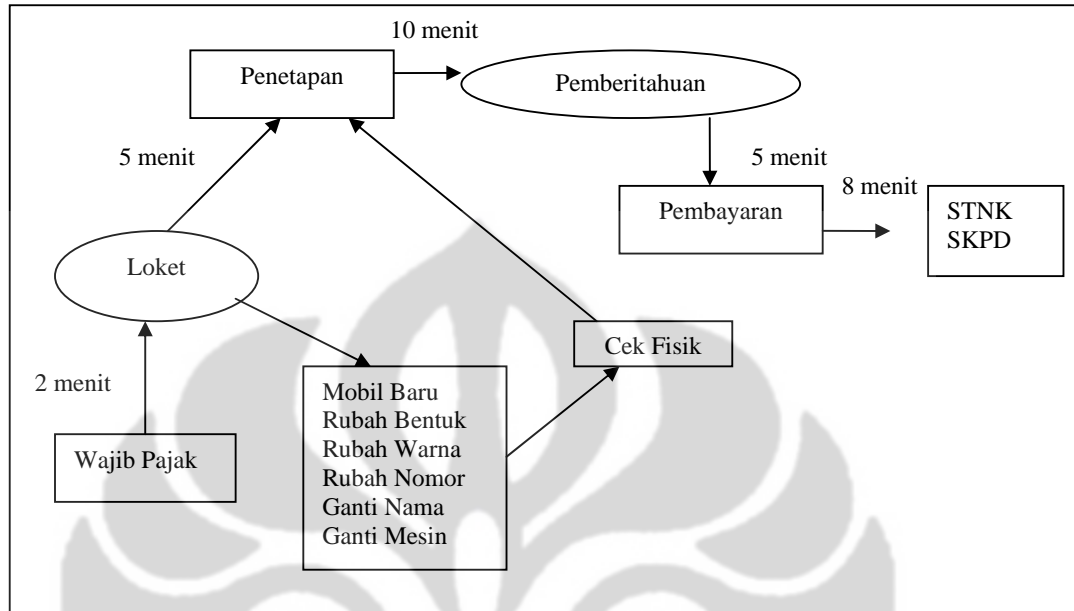 10 menit
Penetapan
Pemberitahuan
5 menit
5 menit
8 menit
Pembayaran
STNK
SKPD
Loket
Cek Fisik
2 menit
Mobil Baru
Rubah Bentuk
Rubah Warna
Rubah Nomor
Ganti Nama
Ganti Mesin
Wajib Pajak